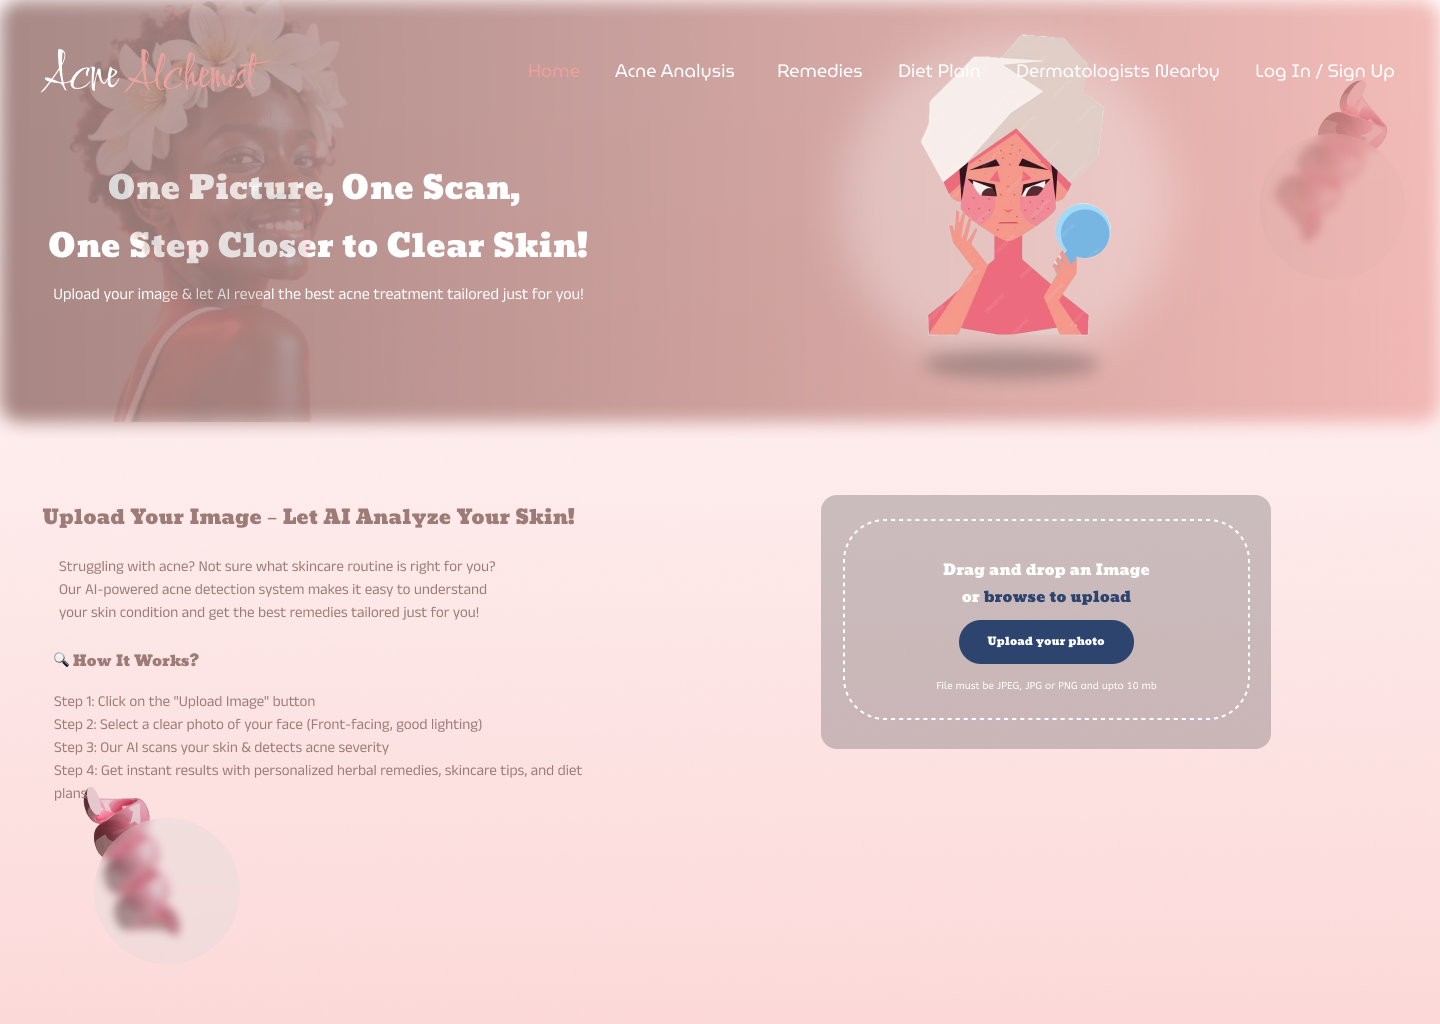 Acne Alchemist
Home Acne Analysis Remedies Diet Plain Dermatologists Nearby Log In / Sign Up
One Picture, One Scan,
One Step Closer to Clear Skin!
Upload your image & let AI reveal the best acne treatment tailored just for you!
Upload Your Image – Let AI Analyze Your Skin!
Struggling with acne? Not sure what skincare routine is right for you?
Our AI-powered acne detection system makes it easy to understand
your skin condition and get the best remedies tailored just for you!
🔍 How It Works?
Step 1: Click on the "Upload Image" button
Step 2: Select a clear photo of your face (Front-facing, good lighting)
Step 3: Our AI scans your skin & detects acne severity
Step 4: Get instant results with personalized herbal remedies, skincare tips, and diet
plans
Drag and drop an Image
or browse to upload
Upload your photo
File must be JPEG, JPG or PNG and upto 10 mb